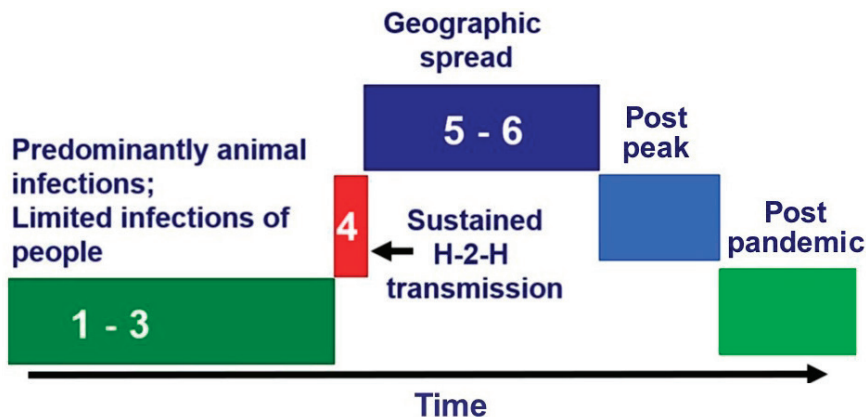 Geographic
spread
5 - 6
Post
peak
Predominantly animal
infections;
Limited infections of
people
4
Sustained
H-2-H
transmission
Post
pandemic
1 - 3
Time